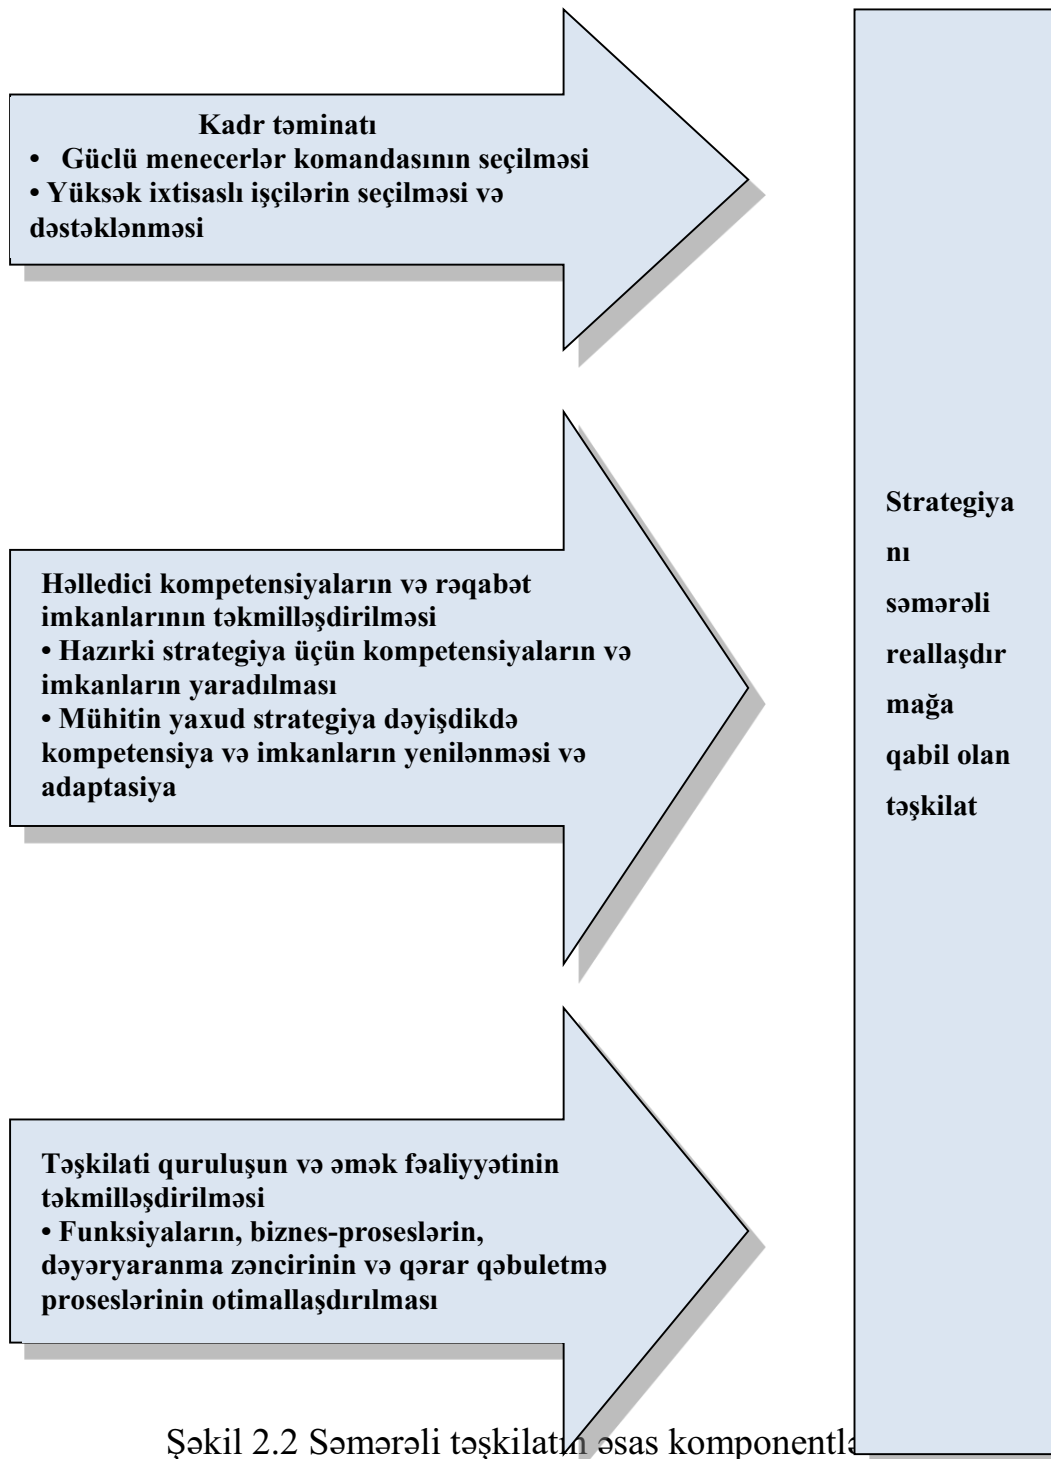 Kadr təminatı
• Güclü menecerlər komandasının seçilməsi
• Yüksək ixtisaslı işçilərin seçilməsi və
dəstəklənməsi
Həlledici kompetensiyaların və rəqabət
imkanlarının təkmilləşdirilməsi
• Hazırki strategiya üçün kompetensiyaların və
imkanların yaradılması
• Mühitin yaxud strategiya dəyişdikdə
kompetensiya və imkanların yenilənməsi və
adaptasiya
Təşkilati quruluşun və əmək fəaliyyətinin
təkmilləşdirilməsi
• Funksiyaların, biznes-proseslərin,
dəyəryaranma zəncirinin və qərar qəbuletmə
proseslərinin otimallaşdırılması
Strategiya
nı
səmərəli
reallaşdır
mağa
qabil olan
təşkilat
Şəkil 2.2 Səmərəli təşkilatın əsas